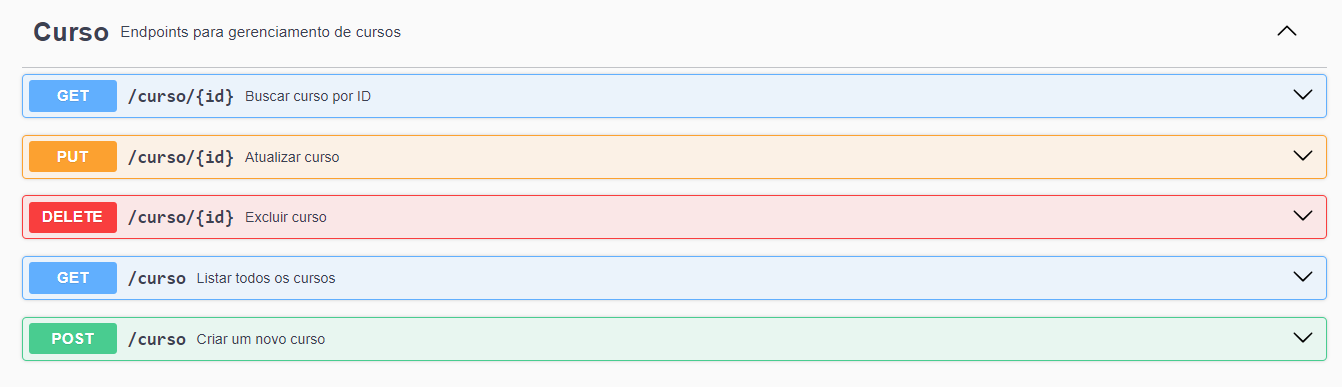 Curso Endpoints para gerenciamento de cursos
GET /curso/{id} Buscar curso por ID
PUT /curso/{id} Atualizar curso
DELETE /curso/{id} Excluir curso
GET /curso Listar todos os cursos
POST /curso Criar um novo curso